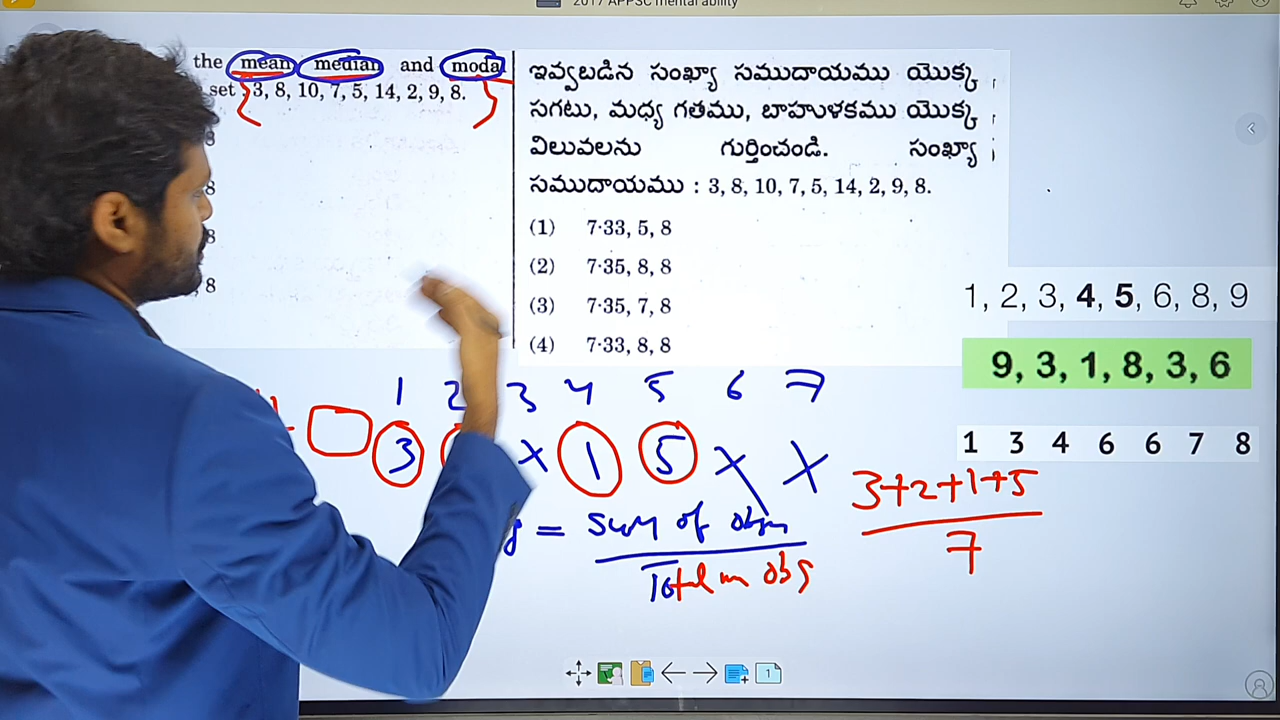 2017 APPSC mental ability
the mean median and moda
set : 3, 8, 10, 7, 5, 14, 2, 9, 8.
8
8
8
, 8
ఇవ్వబడిన సంఖ్యా సముదాయము యొక్క
సగటు, మధ్య గతము, బాహుళకము యొక్క
విలువలను గుర్తించండి. సంఖ్యా
సముదాయము : 3, 8, 10, 7, 5, 14, 2, 9, 8.
(1) 7·33, 5, 8
(2) 7·35, 8, 8
(3) 7·35, 7, 8
(4) 7·33, 8, 8
1, 2, 3, 4, 5, 6, 8, 9
9, 3, 1, 8, 3, 6
1 3 4 6 6 7 8
1 2 3 4 5 6 7
3 x 1 5 x x
= sum of
Total
3+2+1+5
7
1